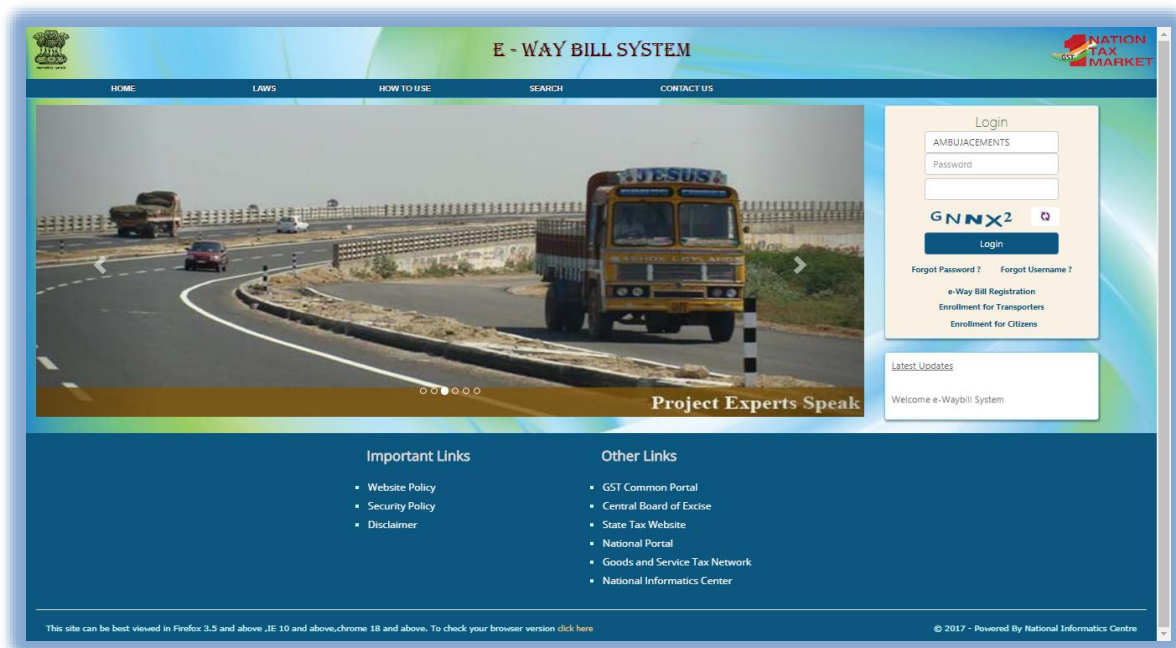 E - WAY BILL SYSTEM
GST
NATION
TAX
MARKET
HOME LAWS HOW TO USE SEARCH CONTACT US
JESUS
ASHOK LEYLAND
Project Experts Speak
Login
AMBUJACEMENTS
Password
GNNX2
Login
Forgot Password ? Forgot Username ?
e-Way Bill Registration
Enrollment for Transporters
Enrollment for Citizens
Latest Updates
Welcome e-Waybill System
Important Links
Website Policy
Security Policy
Disclaimer
Other Links
GST Common Portal
Central Board of Excise
State Tax Website
National Portal
Goods and Service Tax Network
National Informatics Center
This site can be best viewed in Firefox 3.5 and above ,IE 10 and above,chrome 18 and above. To check your browser version click here
© 2017 - Powered By National Informatics Centre